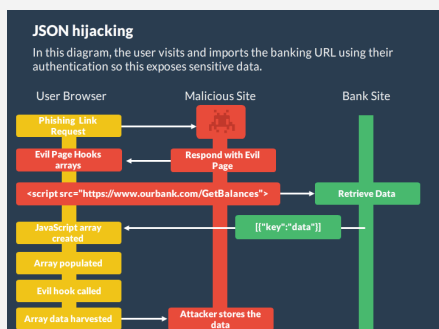 JSON hijacking
In this diagram, the user visits and imports the banking URL using their
authentication so this exposes sensitive data.
User Browser
Malicious Site
Bank Site
Phishing Link
Request
Evil Page Hooks
arrays
Respond with Evil
Page
<script src="https://www.ourbank.com/GetBalances">
Retrieve Data
JavaScript array
created
[["key":"data"]]
Array populated
Evil hook called
Array data harvested
Attacker stores the
data